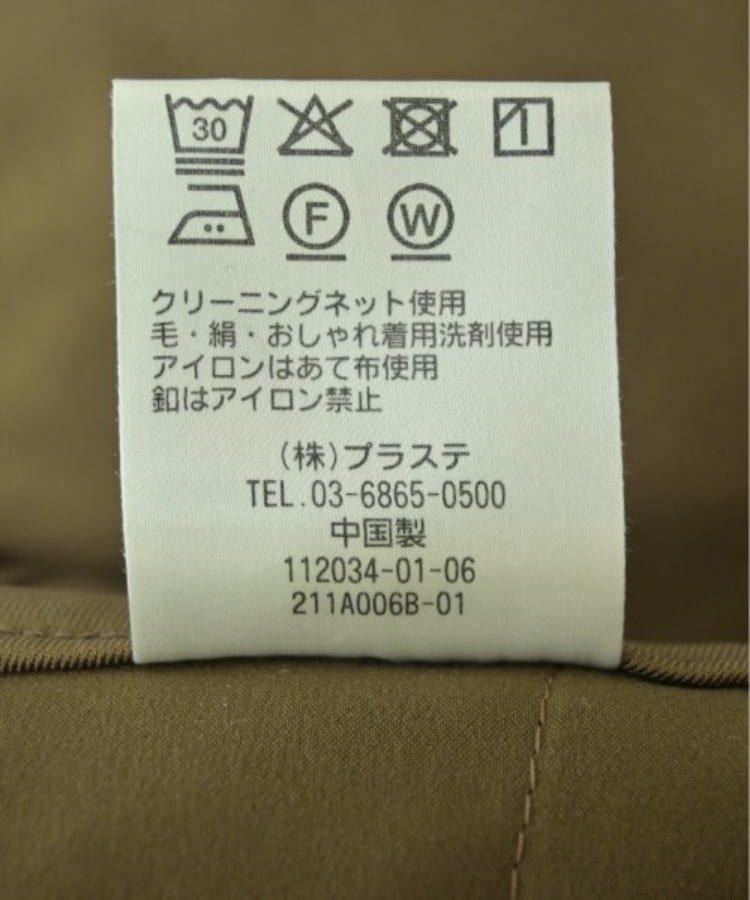 30
F W
クリーニングネット使用
毛・絹・おしゃれ着用洗剤使用
アイロンはあて布使用
釦はアイロン禁止
(株)プラステ
TEL.03-6865-0500
中国製
112034-01-06
211A006B-01